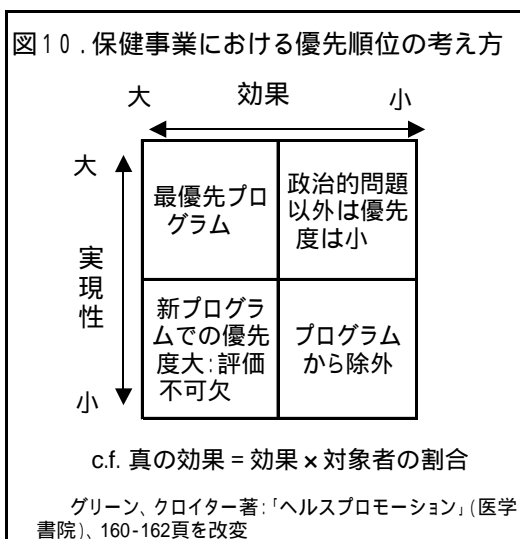 図10.保健事業における優先順位の考え方
大 効果 小
大
実現性
小
最優先プロ
グラム
政治的問題
以外は優先
度は小
新プログラ
ムでの優先
度大:評価
不可欠
プログラム
から除外
c.f. 真の効果 = 効果 × 対象者の割合
グリーン、クロイター著:「ヘルスプロモーション」(医学
書院)、160-162頁を改変